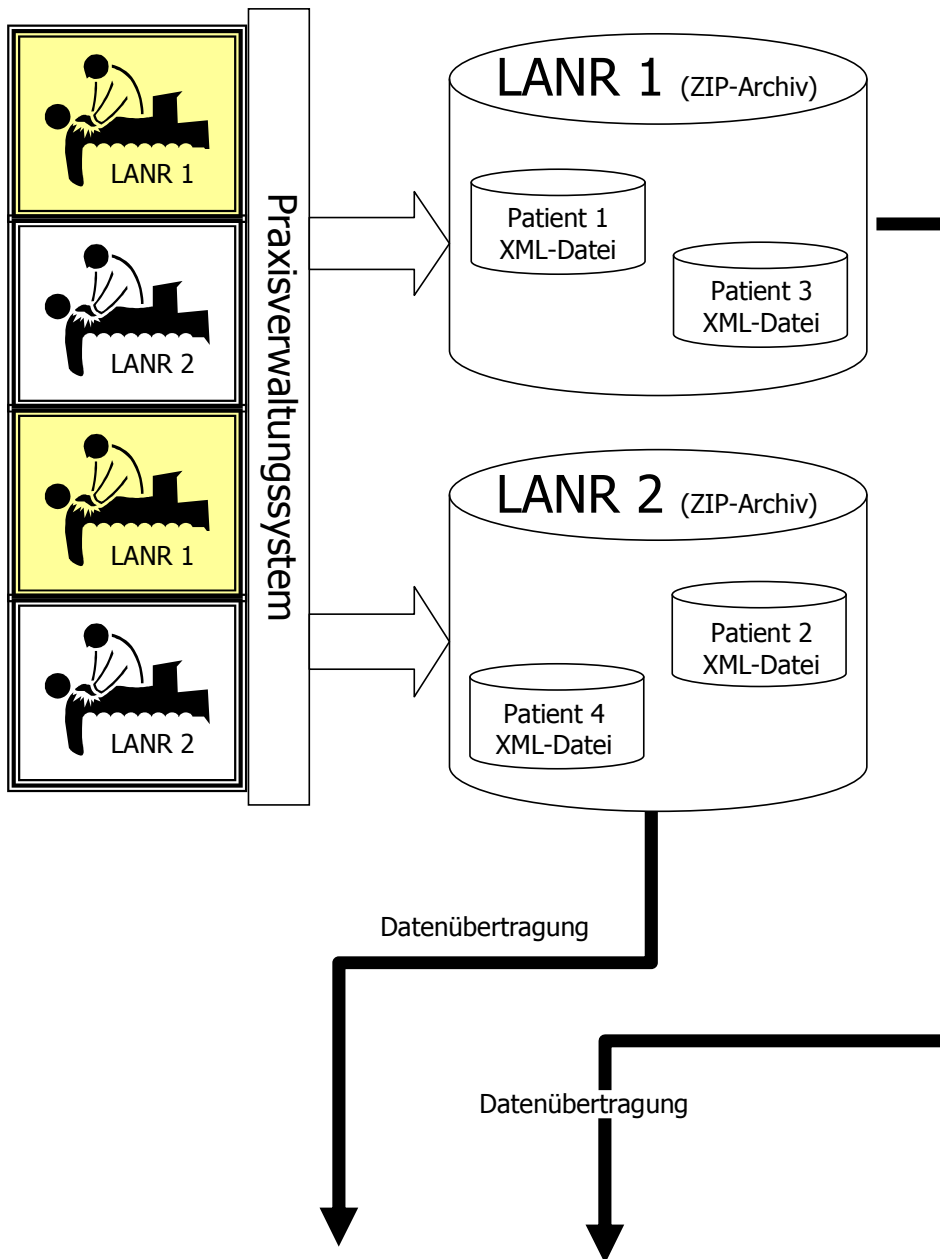 LANR 1
LANR 2
LANR 1
LANR 2
Praxisverwaltungssystem
LANR 1 (ZIP-Archiv)
Patient 1
XML-Datei
Patient 3
XML-Datei
LANR 2 (ZIP-Archiv)
Patient 2
XML-Datei
Patient 4
XML-Datei
Datenübertragung
Datenübertragung